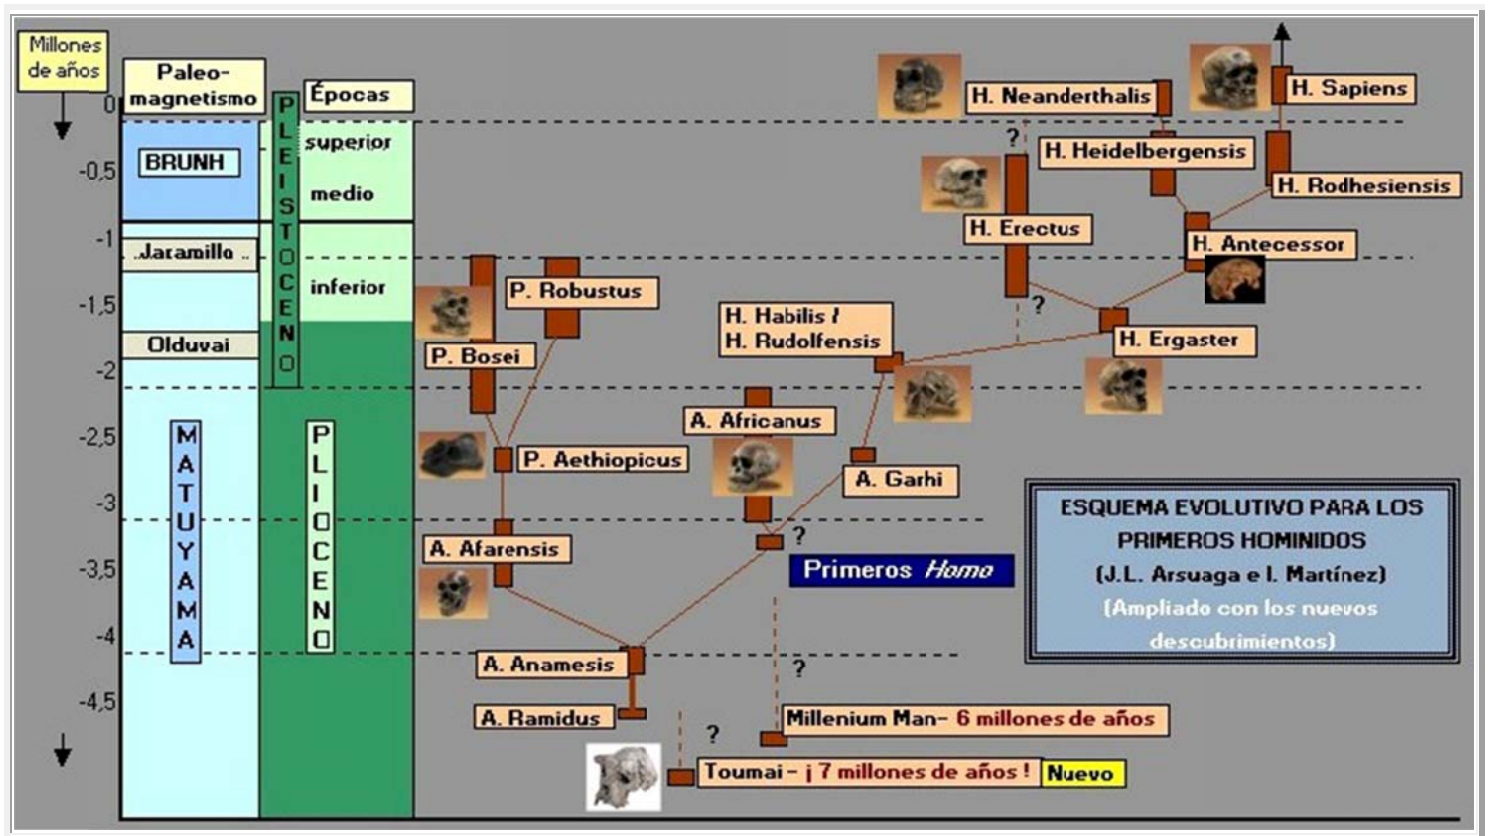 Millones
de años
Paleo-
magnetismo
Épocas
0
-0,5
-1
-1,5
-2
-2,5
-3
-3,5
-4
-4,5
BRUNH
Jaramillo
Olduvai
MATUYAMA
PLEISTOCENO
PLIOCENO
superior
medio
inferior
H. Neanderthalis
H. Sapiens
?
H. Heidelbergensis
H. Rodhesiensis
H. Erectus
H. Antecessor
P. Robustus
?
H. Habilis /
H. Rudolfensis
H. Ergaster
P. Bosei
A. Africanus
P. Aethiopicus
A. Garhi
A. Afarensis
?
Primeros Homo
ESQUEMA EVOLUTIVO PARA LOS
PRIMEROS HOMINIDOS
(J.L. Arsuaga e I. Martínez)
(Ampliado con los nuevos
descubrimientos)
A. Anamesis
?
A. Ramidus
Millenium Man- 6 millones de años
?
Toumai - ¡ 7 millones de años !
Nuevo